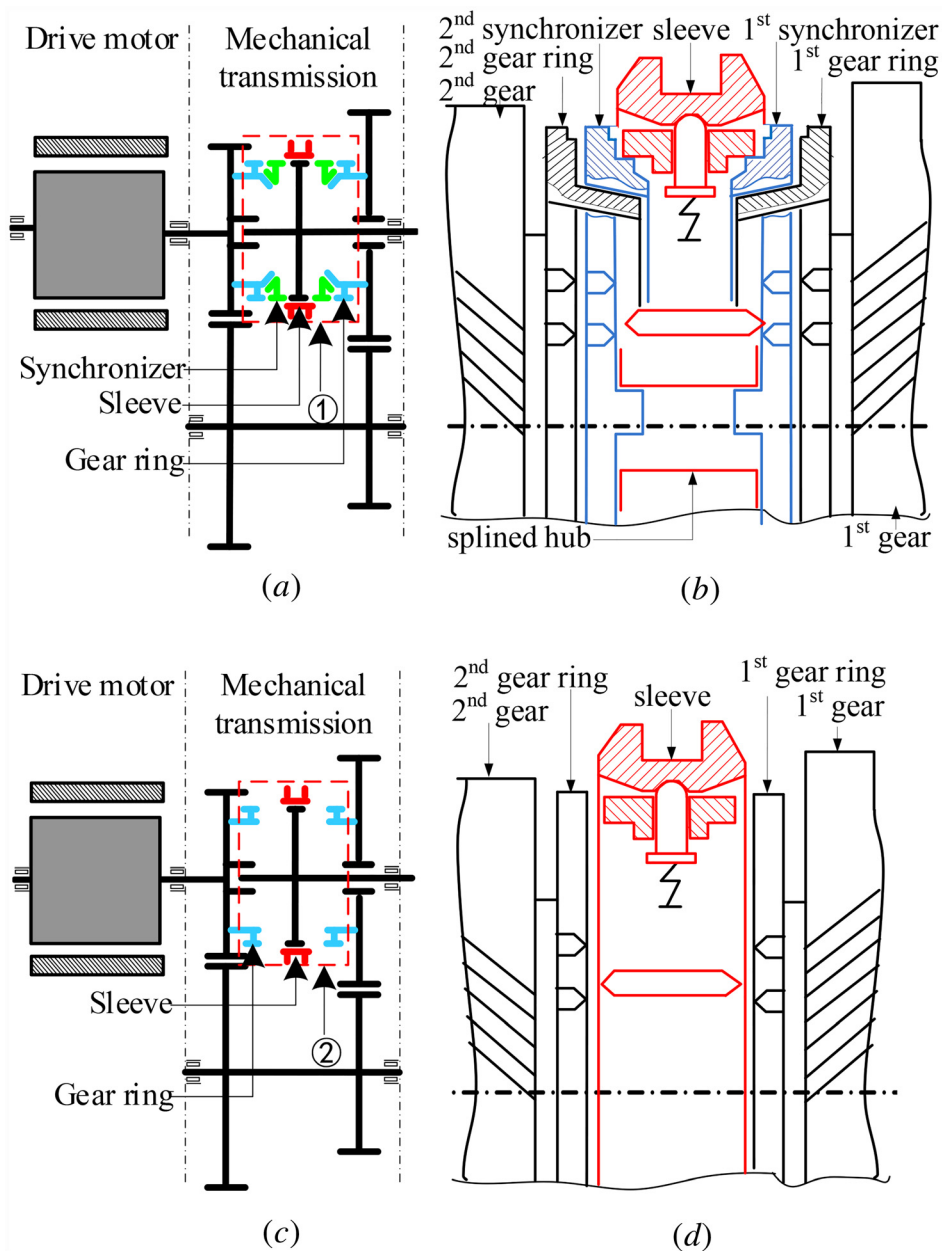 Drive motor
Mechanical
transmission
Synchronizer
Sleeve
①
Gear ring
(a)
2nd synchronizer
2nd gear ring
2nd gear
sleeve
1st synchronizer
1st gear ring
splined hub
1st gear
(b)
Drive motor
Mechanical
transmission
Sleeve
②
Gear ring
(c)
2nd gear ring
2nd gear
sleeve
1st gear ring
1st gear
(d)